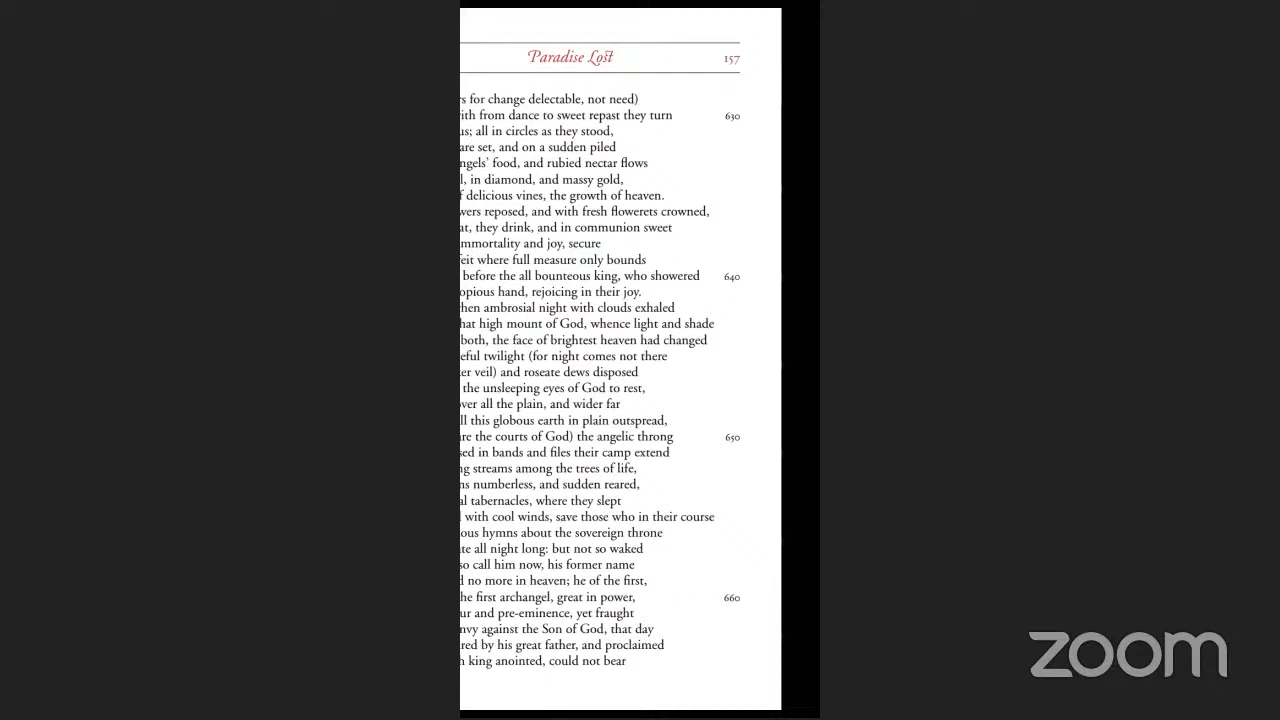 Paradise Lost 157
rs for change delectable, not need)
ith from dance to sweet repast they turn 630
us; all in circles as they stood,
are set, and on a sudden piled
ngels' food, and rubied nectar flows
l, in diamond, and massy gold,
f delicious vines, the growth of heaven.
wers reposed, and with fresh flowerets crowned,
at, they drink, and in communion sweet
mmortality and joy, secure
feit where full measure only bounds
before the all bounteous king, who showered 640
opious hand, rejoicing in their joy.
hen ambrosial night with clouds exhaled
hat high mount of God, whence light and shade
both, the face of brightest heaven had changed
eful twilight (for night comes not there
ker veil) and roseate dews disposed
the unsleeping eyes of God to rest,
over all the plain, and wider far
ll this globous earth in plain outspread,
are the courts of God) the angelic throng 650
sed in bands and files their camp extend
ng streams among the trees of life,
ns numberless, and sudden reared,
al tabernacles, where they slept
l with cool winds, save those who in their course
ous hymns about the sovereign throne
ate all night long: but not so waked
so call him now, his former name
d no more in heaven; he of the first,
he first archangel, great in power, 660
ur and pre-eminence, yet fraught
nvy against the Son of God, that day
red by his great father, and proclaimed
h king anointed, could not bear
zoom